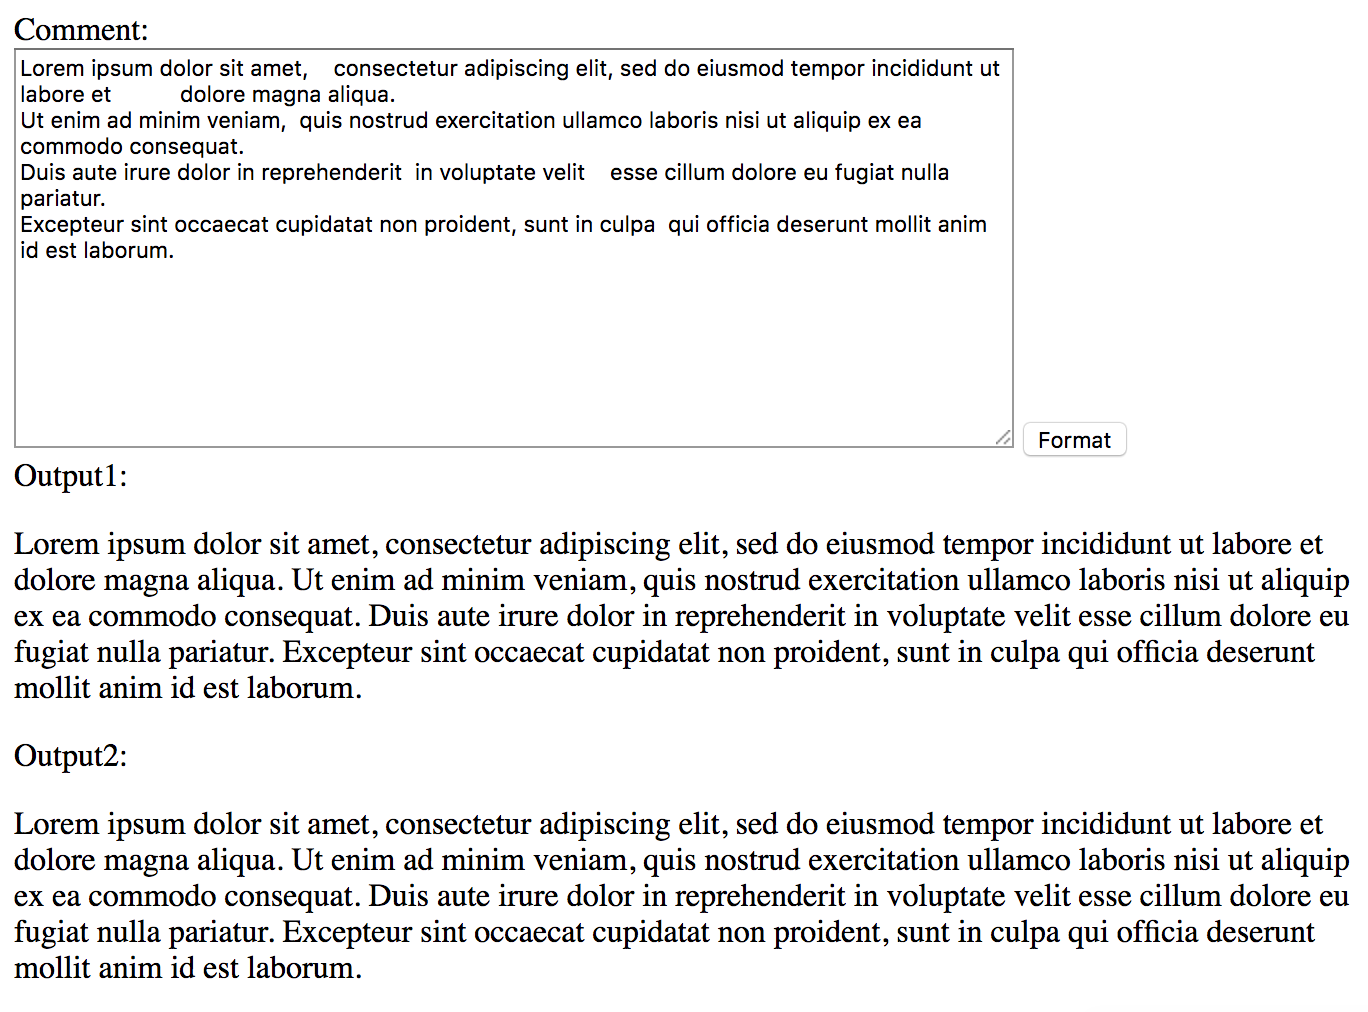 Comment:
Lorem ipsum dolor sit amet,    consectetur adipiscing elit, sed do eiusmod tempor incididunt ut
labore et           dolore magna aliqua.
Ut enim ad minim veniam,  quis nostrud exercitation ullamco laboris nisi ut aliquip ex ea
commodo consequat.
Duis aute irure dolor in reprehenderit  in voluptate velit    esse cillum dolore eu fugiat nulla
pariatur.
Excepteur sint occaecat cupidatat non proident, sunt in culpa  qui officia deserunt mollit anim
id est laborum.
Format
Output1:
Lorem ipsum dolor sit amet, consectetur adipiscing elit, sed do eiusmod tempor incididunt ut labore et
dolore magna aliqua. Ut enim ad minim veniam, quis nostrud exercitation ullamco laboris nisi ut aliquip
ex ea commodo consequat. Duis aute irure dolor in reprehenderit in voluptate velit esse cillum dolore eu
fugiat nulla pariatur. Excepteur sint occaecat cupidatat non proident, sunt in culpa qui officia deserunt
mollit anim id est laborum.
Output2:
Lorem ipsum dolor sit amet, consectetur adipiscing elit, sed do eiusmod tempor incididunt ut labore et
dolore magna aliqua. Ut enim ad minim veniam, quis nostrud exercitation ullamco laboris nisi ut aliquip
ex ea commodo consequat. Duis aute irure dolor in reprehenderit in voluptate velit esse cillum dolore eu
fugiat nulla pariatur. Excepteur sint occaecat cupidatat non proident, sunt in culpa qui officia deserunt
mollit anim id est laborum.